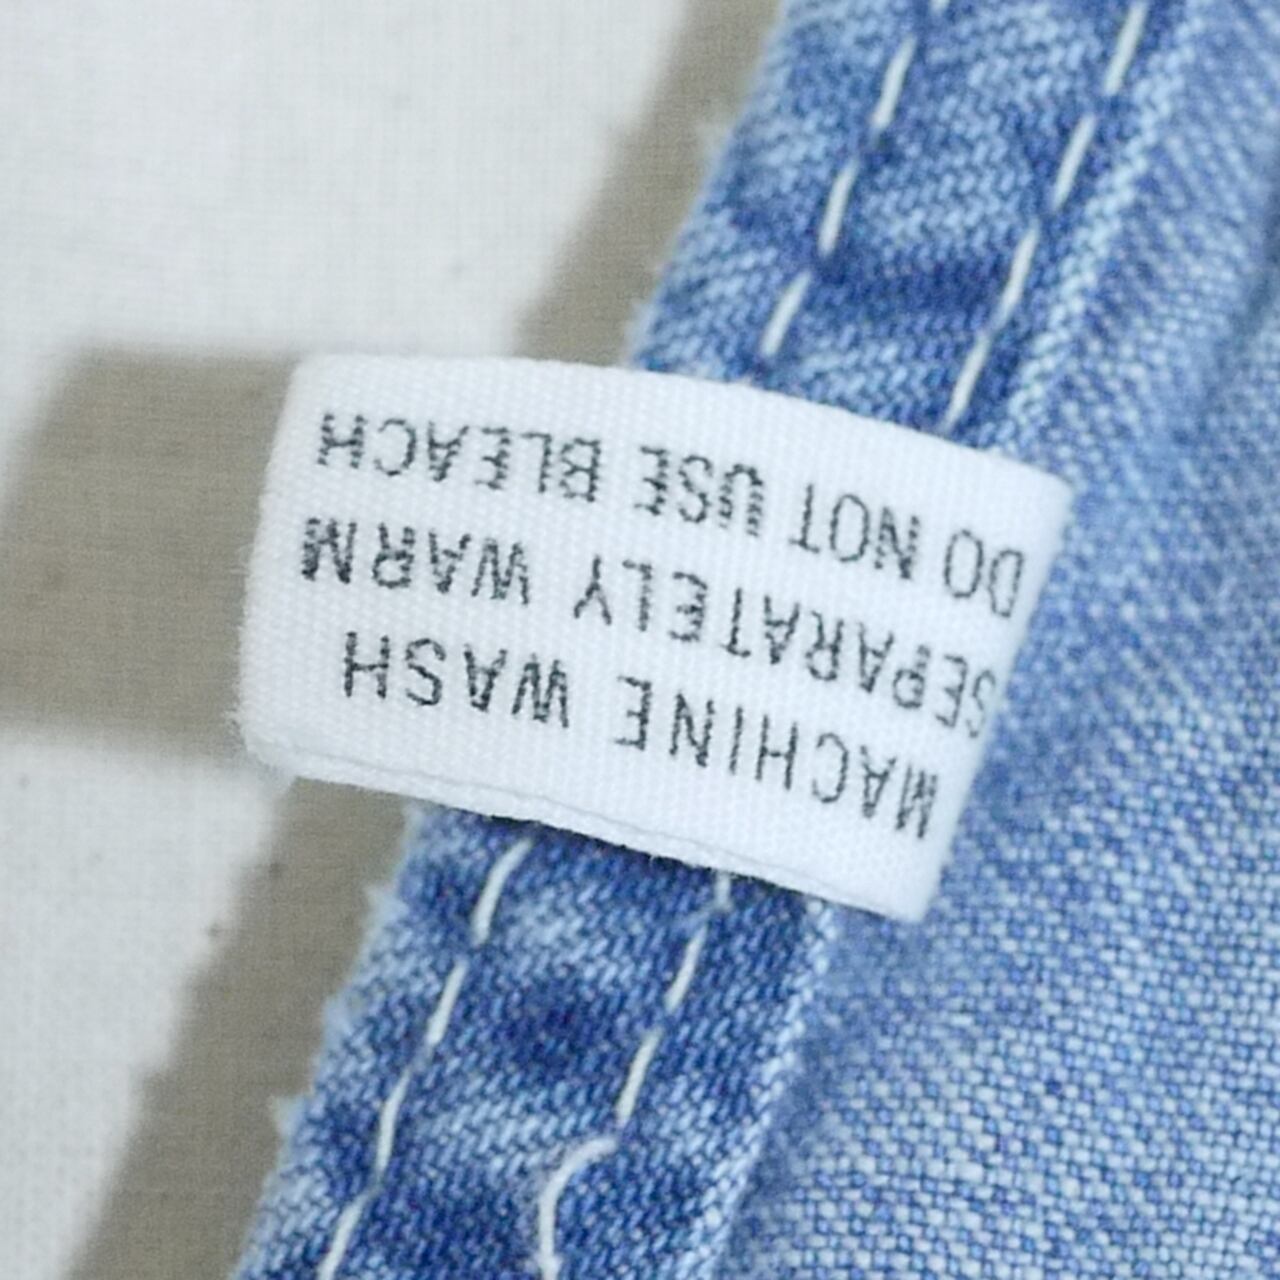 MACHINE WASH
SEPARATELY WARM
DO NOT USE BLEACH